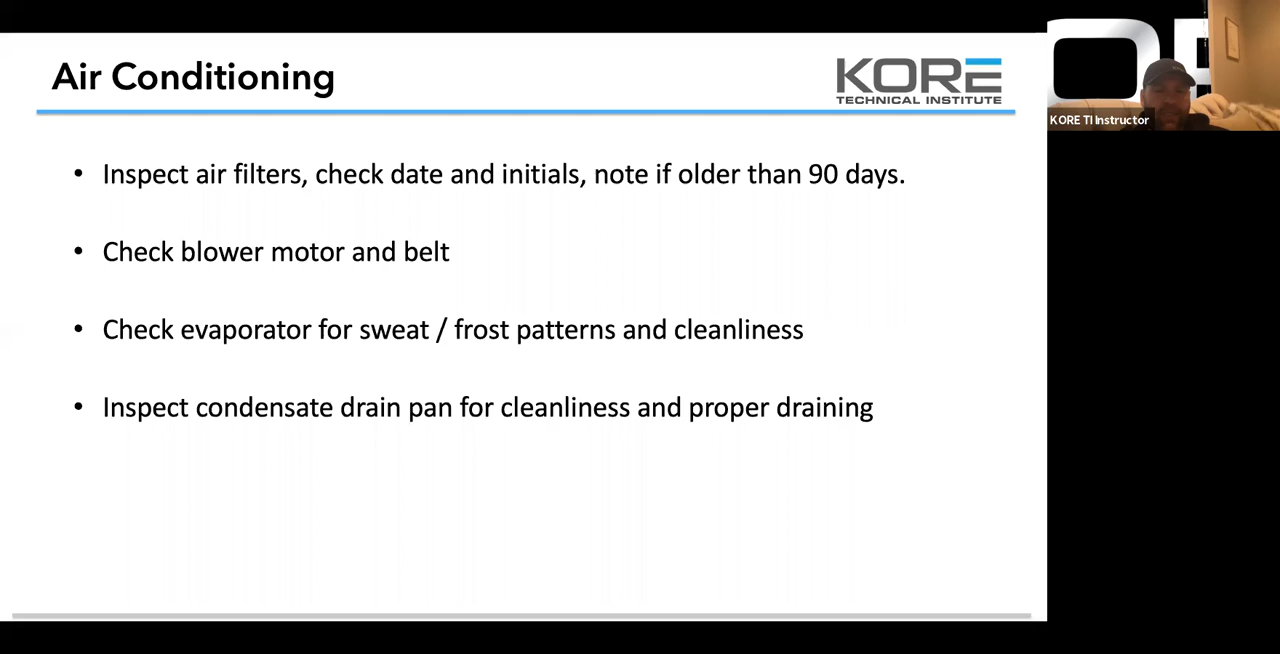 Air Conditioning
KORE
TECHNICAL INSTITUTE
KORE TI Instructor
• Inspect air filters, check date and initials, note if older than 90 days.
• Check blower motor and belt
• Check evaporator for sweat / frost patterns and cleanliness
• Inspect condensate drain pan for cleanliness and proper draining